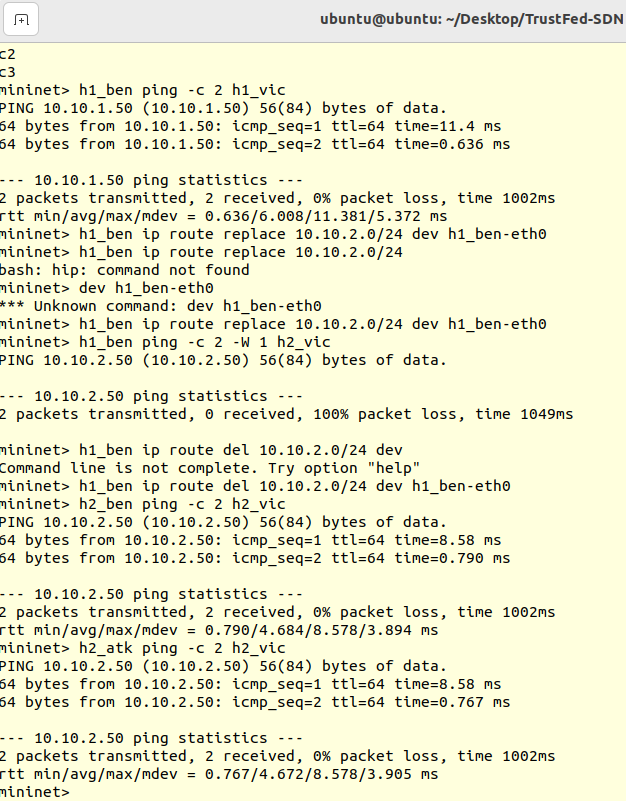 ubuntu@ubuntu: ~/Desktop/TrustFed-SDN
c2
c3
mininet> h1_ben ping -c 2 h1_vic
PING 10.10.1.50 (10.10.1.50) 56(84) bytes of data.
64 bytes from 10.10.1.50: icmp_seq=1 ttl=64 time=11.4 ms
64 bytes from 10.10.1.50: icmp_seq=2 ttl=64 time=0.636 ms
--- 10.10.1.50 ping statistics ---
2 packets transmitted, 2 received, 0% packet loss, time 1002ms
rtt min/avg/max/mdev = 0.636/6.008/11.381/5.372 ms
mininet> h1_ben ip route replace 10.10.2.0/24 dev h1_ben-eth0
mininet> h1_ben ip route replace 10.10.2.0/24
bash: hip: command not found
mininet> dev h1_ben-eth0
*** Unknown command: dev h1_ben-eth0
mininet> h1_ben ip route replace 10.10.2.0/24 dev h1_ben-eth0
mininet> h1_ben ping -c 2 -W 1 h2_vic
PING 10.10.2.50 (10.10.2.50) 56(84) bytes of data.
--- 10.10.2.50 ping statistics ---
2 packets transmitted, 0 received, 100% packet loss, time 1049ms
mininet> h1_ben ip route del 10.10.2.0/24 dev
Command line is not complete. Try option "help"
mininet> h1_ben ip route del 10.10.2.0/24 dev h1_ben-eth0
mininet> h2_ben ping -c 2 h2_vic
PING 10.10.2.50 (10.10.2.50) 56(84) bytes of data.
64 bytes from 10.10.2.50: icmp_seq=1 ttl=64 time=8.58 ms
64 bytes from 10.10.2.50: icmp_seq=2 ttl=64 time=0.790 ms
--- 10.10.2.50 ping statistics ---
2 packets transmitted, 2 received, 0% packet loss, time 1002ms
rtt min/avg/max/mdev = 0.790/4.684/8.578/3.894 ms
mininet> h2_atk ping -c 2 h2_vic
PING 10.10.2.50 (10.10.2.50) 56(84) bytes of data.
64 bytes from 10.10.2.50: icmp_seq=1 ttl=64 time=8.58 ms
64 bytes from 10.10.2.50: icmp_seq=2 ttl=64 time=0.767 ms
--- 10.10.2.50 ping statistics ---
2 packets transmitted, 2 received, 0% packet loss, time 1002ms
rtt min/avg/max/mdev = 0.767/4.672/8.578/3.905 ms
mininet>